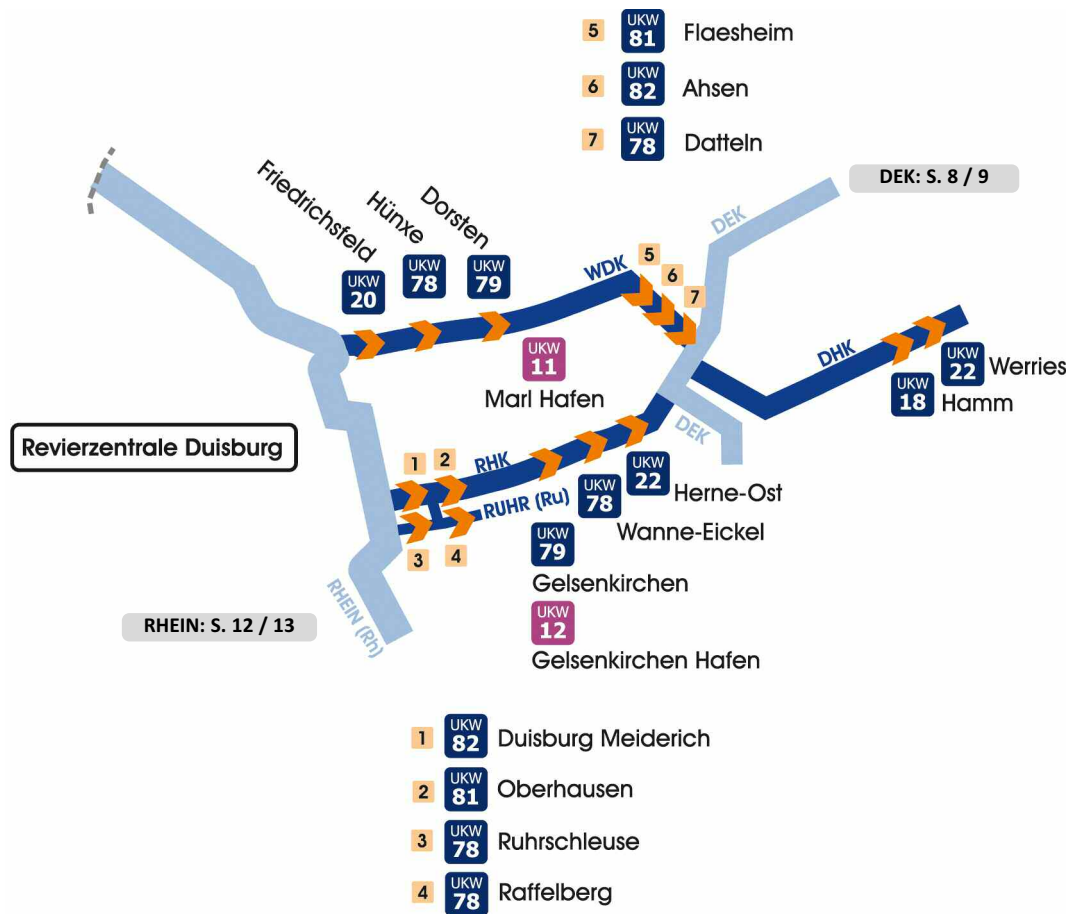 5 UKW 81 Flaesheim
6 UKW 82 Ahsen
7 UKW 78 Datteln
DEK: S. 8 / 9
Friedrichsfeld
Hünxe
Dorsten
UKW 20
UKW 78
UKW 79
WDK
5
6
7
DEK
UKW 11
Marl Hafen
DHK
UKW 22 Werries
UKW 18 Hamm
DEK
Revierzentrale Duisburg
1
2
RHK
UKW 22 Herne-Ost
UKW 78 Wanne-Eickel
RUHR (Ru)
3
4
UKW 79
Gelsenkirchen
UKW 12
Gelsenkirchen Hafen
RHEIN (Rh)
RHEIN: S. 12 / 13
1 UKW 82 Duisburg Meiderich
2 UKW 81 Oberhausen
3 UKW 78 Ruhrschleuse
4 UKW 78 Raffelberg